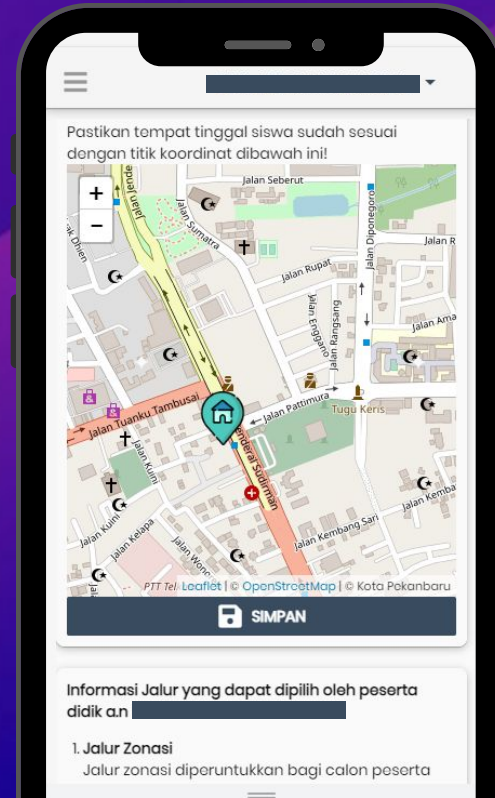 Pastikan tempat tinggal siswa sudah sesuai
dengan titik koordinat dibawah ini!
+
−
Jalan Seberut
Jalan Sumatra
Jalan Diponegoro
Jalan R
Jalan Rupat
Jalan Enggano
Jalan Rangsang
Jalan Ama
Jalan Tuanku Tambusai
Jalan Pattimura
Tugu Keris
enderal Sudirman
Jalan Kuini
Jalan Kuini
Jalan Kelapa
Jalan Wono
Jalan Kembang Sari
Jalan Kemba
PTT Tel
Leaflet | © OpenStreetMap | © Kota Pekanbaru
SIMPAN
Informasi Jalur yang dapat dipilih oleh peserta
didik a.n
1. Jalur Zonasi
Jalur zonasi diperuntukkan bagi calon peserta